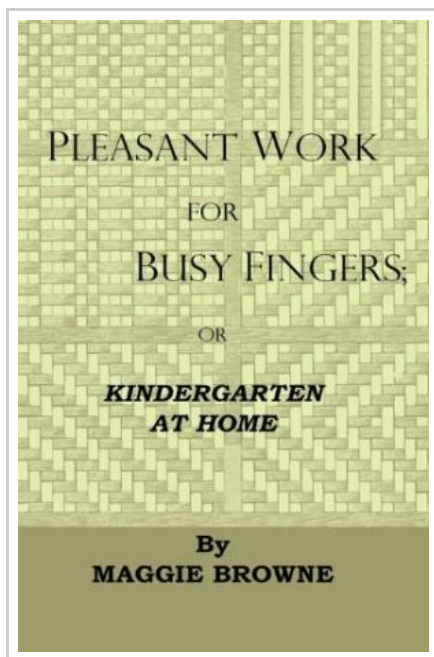 PLEASANT WORK
FOR
BUSY FINGERS;
OR
KINDERGARTEN
AT HOME
By
MAGGIE BROWNE